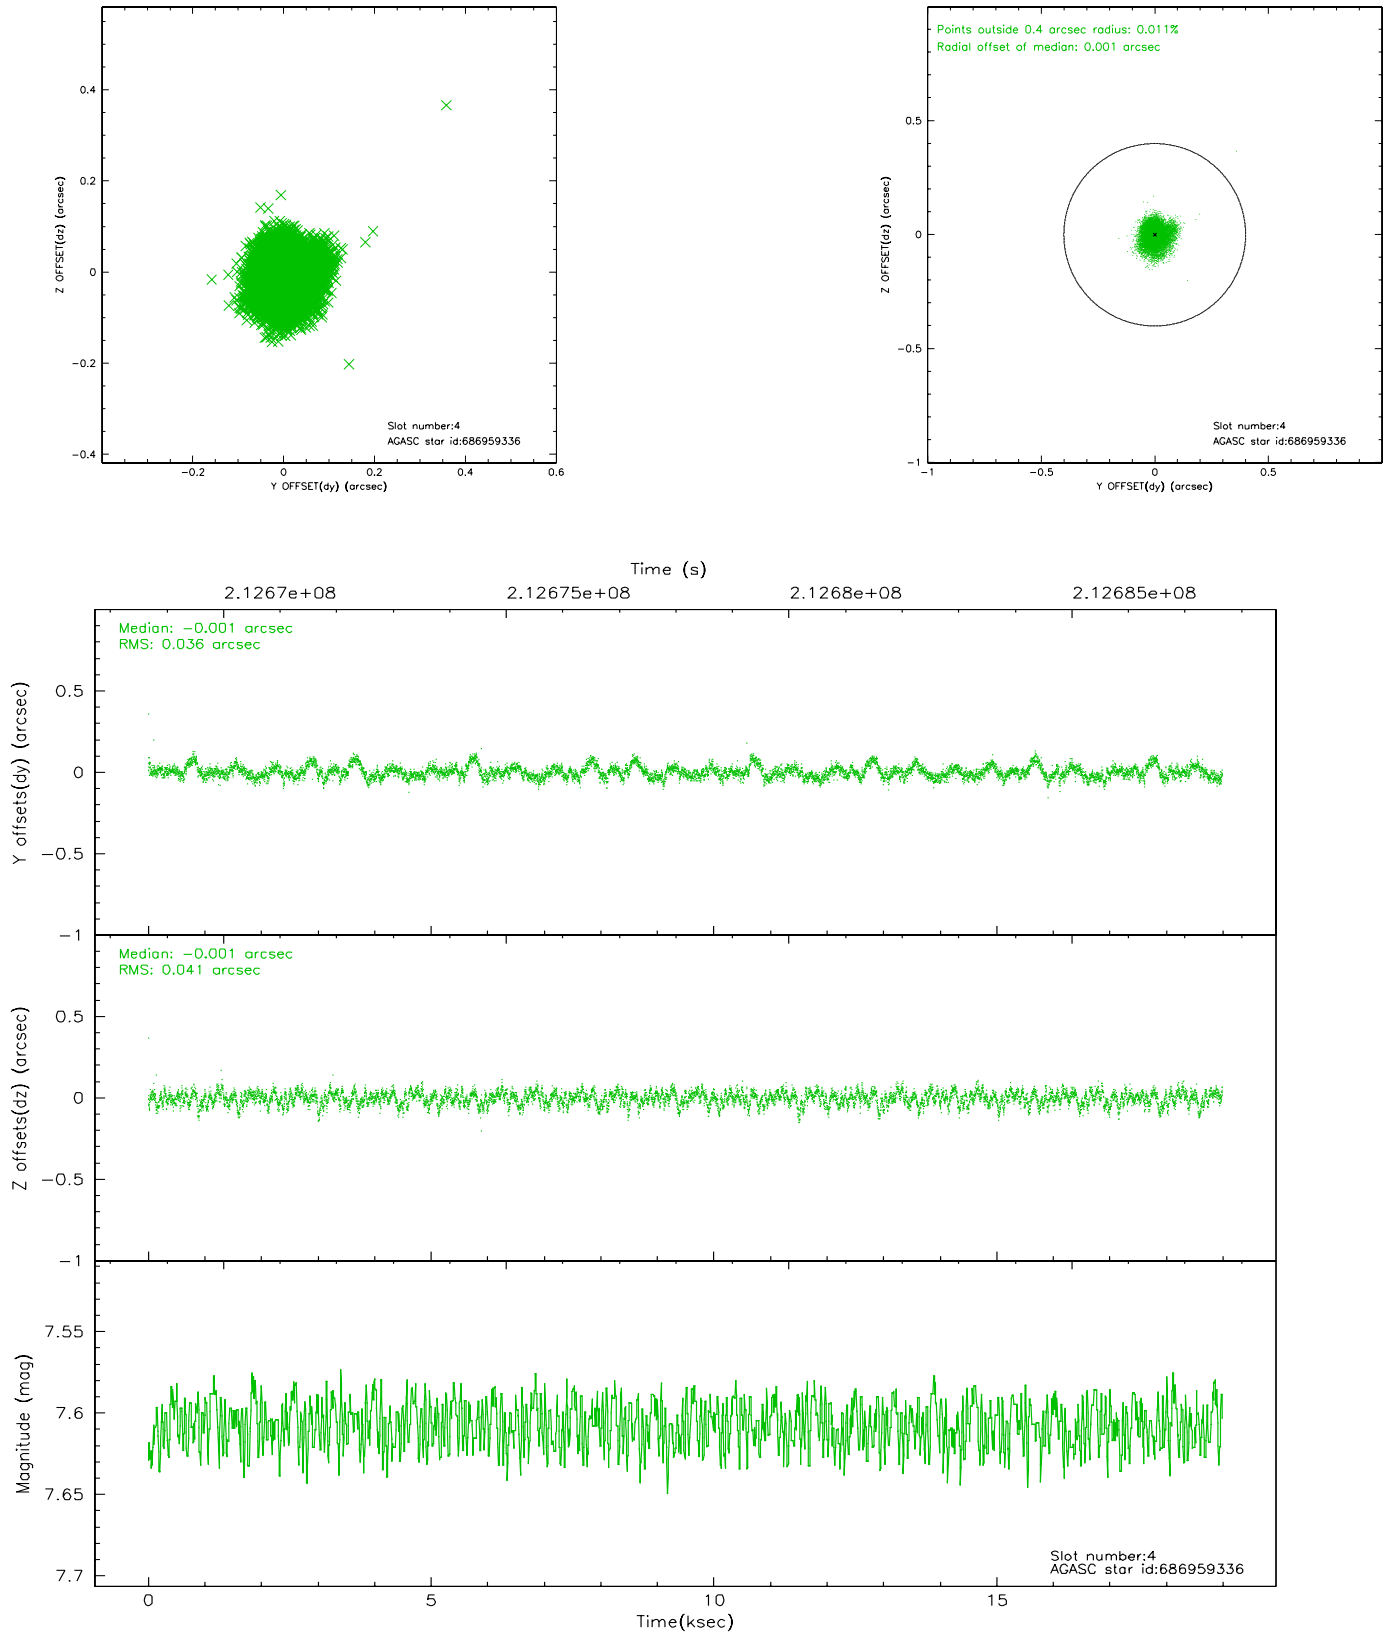 0.4
0.2
0
−0.2
−0.4
Z OFFSET(dz) (arcsec)
Slot number:4
AGASC star id:686959336
−0.2 0 0.2 0.4 0.6
Y OFFSET(dy) (arcsec)
Points outside 0.4 arcsec radius: 0.011%
Radial offset of median: 0.001 arcsec
0.5
0
−0.5
−1
Z OFFSET(dz) (arcsec)
Slot number:4
AGASC star id:686959336
−1 −0.5 0 0.5
Y OFFSET(dy) (arcsec)
Time (s)
2.1267e+08 2.12675e+08 2.1268e+08 2.12685e+08
Median: −0.001 arcsec
RMS: 0.036 arcsec
0.5
0
−0.5
−1
Y offsets(dy) (arcsec)
Median: −0.001 arcsec
RMS: 0.041 arcsec
0.5
0
−0.5
−1
Z offsets(dz) (arcsec)
7.55
7.6
7.65
7.7
Magnitude (mag)
Slot number:4
AGASC star id:686959336
0 5 10 15
Time(ksec)